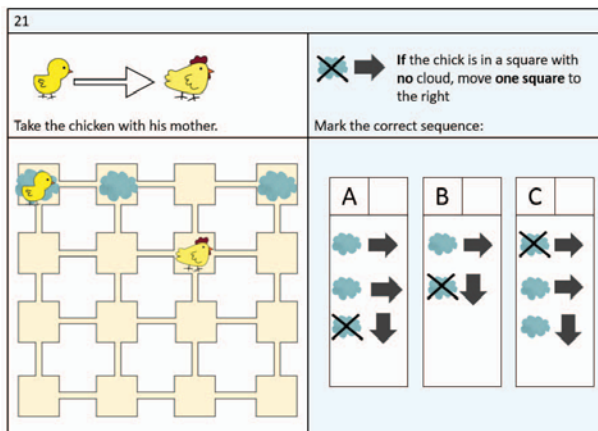 21
If the chick is in a square with
no cloud, move one square to
the right
Take the chicken with his mother.
Mark the correct sequence:
A
B
C